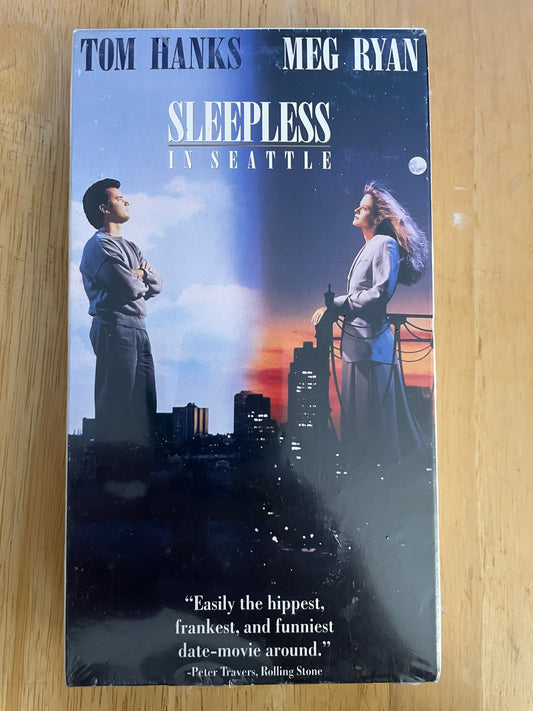 TOM HANKS MEG RYAN
SLEEPLESS
IN SEATTLE
“Easily the hippest,
frankest, and funniest
date-movie around.”
-Peter Travers, Rolling Stone